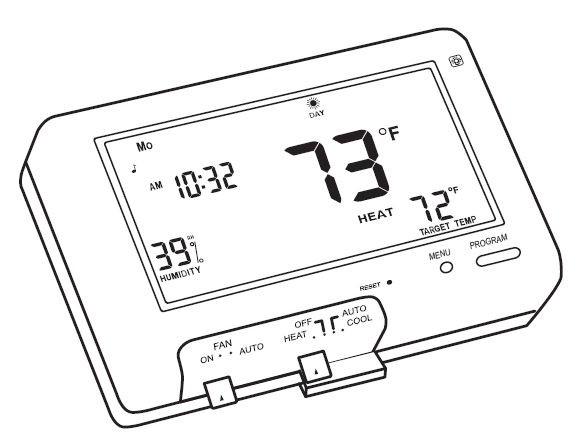 Mo
DAY
AM 10:32
73°F
HEAT
72°F
TARGET TEMP
RH
39%
HUMIDITY
MENU
PROGRAM
RESET
FAN
ON AUTO
OFF AUTO
HEAT COOL